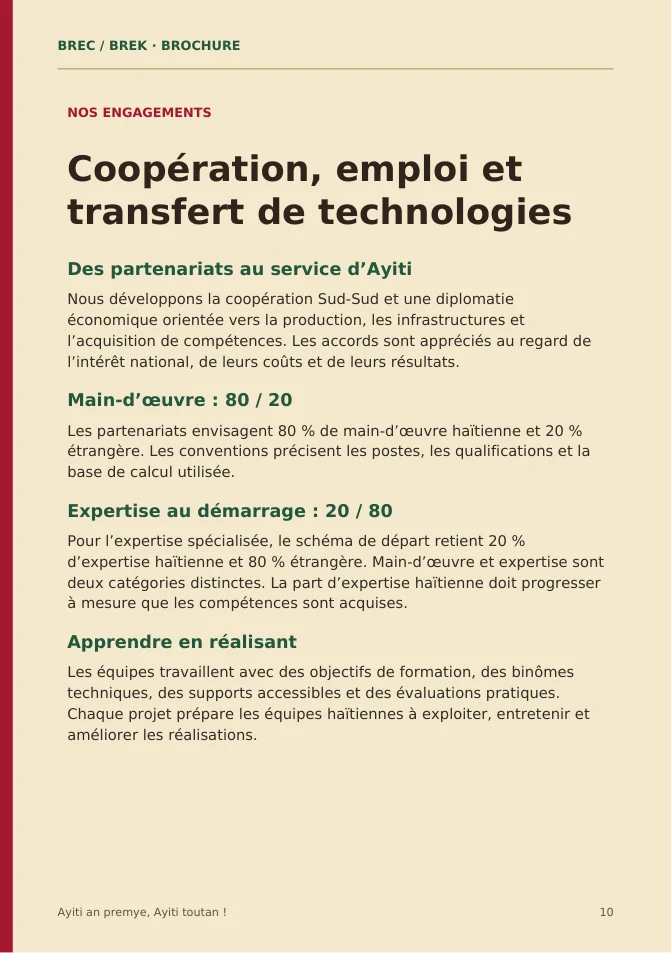 BREC / BREK · BROCHURE
NOS ENGAGEMENTS
Coopération, emploi et
transfert de technologies
Des partenariats au service d’Ayiti
Nous développons la coopération Sud-Sud et une diplomatie
économique orientée vers la production, les infrastructures et
l’acquisition de compétences. Les accords sont appréciés au regard de
l’intérêt national, de leurs coûts et de leurs résultats.
Main-d’œuvre : 80 / 20
Les partenariats envisagent 80 % de main-d’œuvre haïtienne et 20 %
étrangère. Les conventions précisent les postes, les qualifications et la
base de calcul utilisée.
Expertise au démarrage : 20 / 80
Pour l’expertise spécialisée, le schéma de départ retient 20 %
d’expertise haïtienne et 80 % étrangère. Main-d’œuvre et expertise sont
deux catégories distinctes. La part d’expertise haïtienne doit progresser
à mesure que les compétences sont acquises.
Apprendre en réalisant
Les équipes travaillent avec des objectifs de formation, des binômes
techniques, des supports accessibles et des évaluations pratiques.
Chaque projet prépare les équipes haïtiennes à exploiter, entretenir et
améliorer les réalisations.
Ayiti an premye, Ayiti toutan !
10